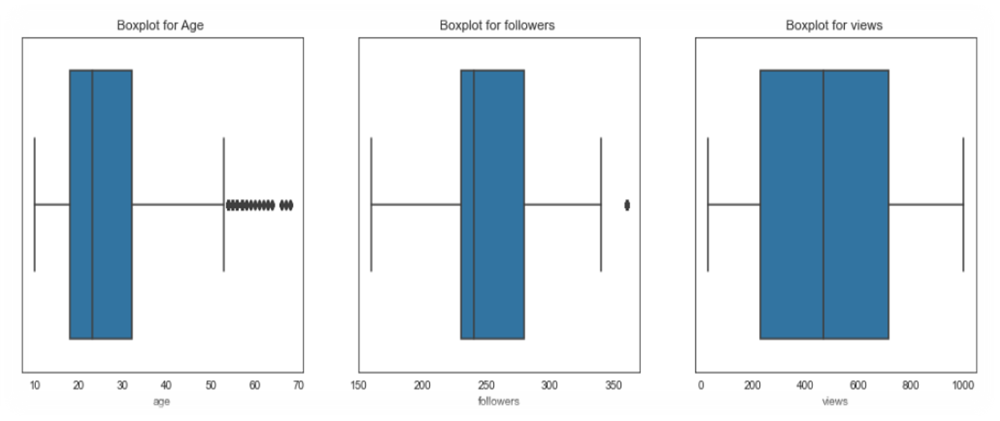 Boxplot for Age
10 20 30 40 50 60 70
age
Boxplot for followers
150 200 250 300 350
followers
Boxplot for views
0 200 400 600 800 1000
views